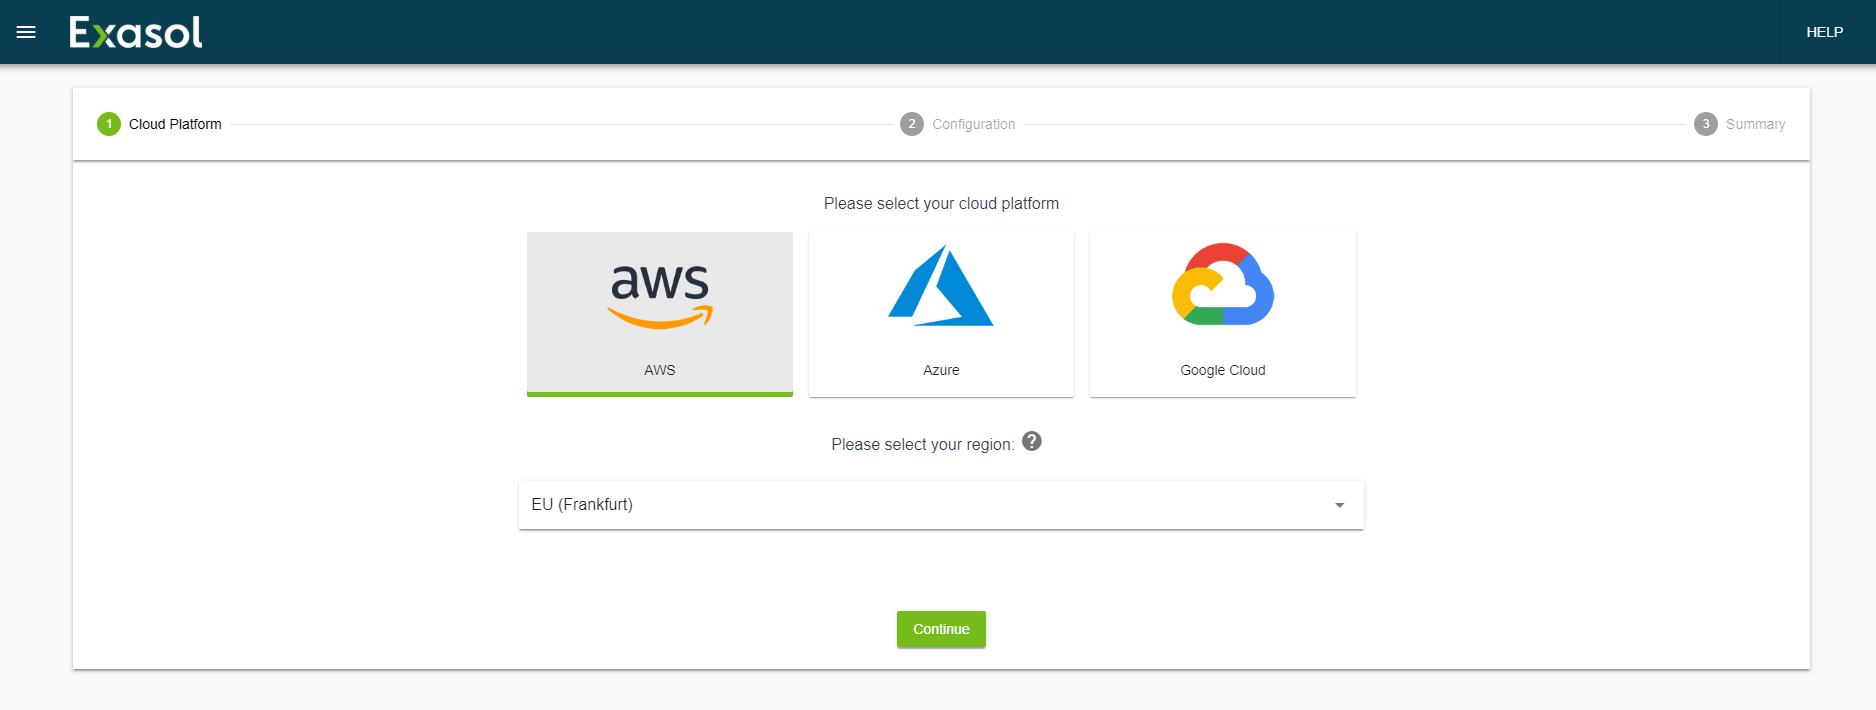 Exasol
HELP
1 Cloud Platform
2 Configuration
3 Summary
Please select your cloud platform
aws
AWS
Azure
Google Cloud
Please select your region: ?
EU (Frankfurt)
Continue